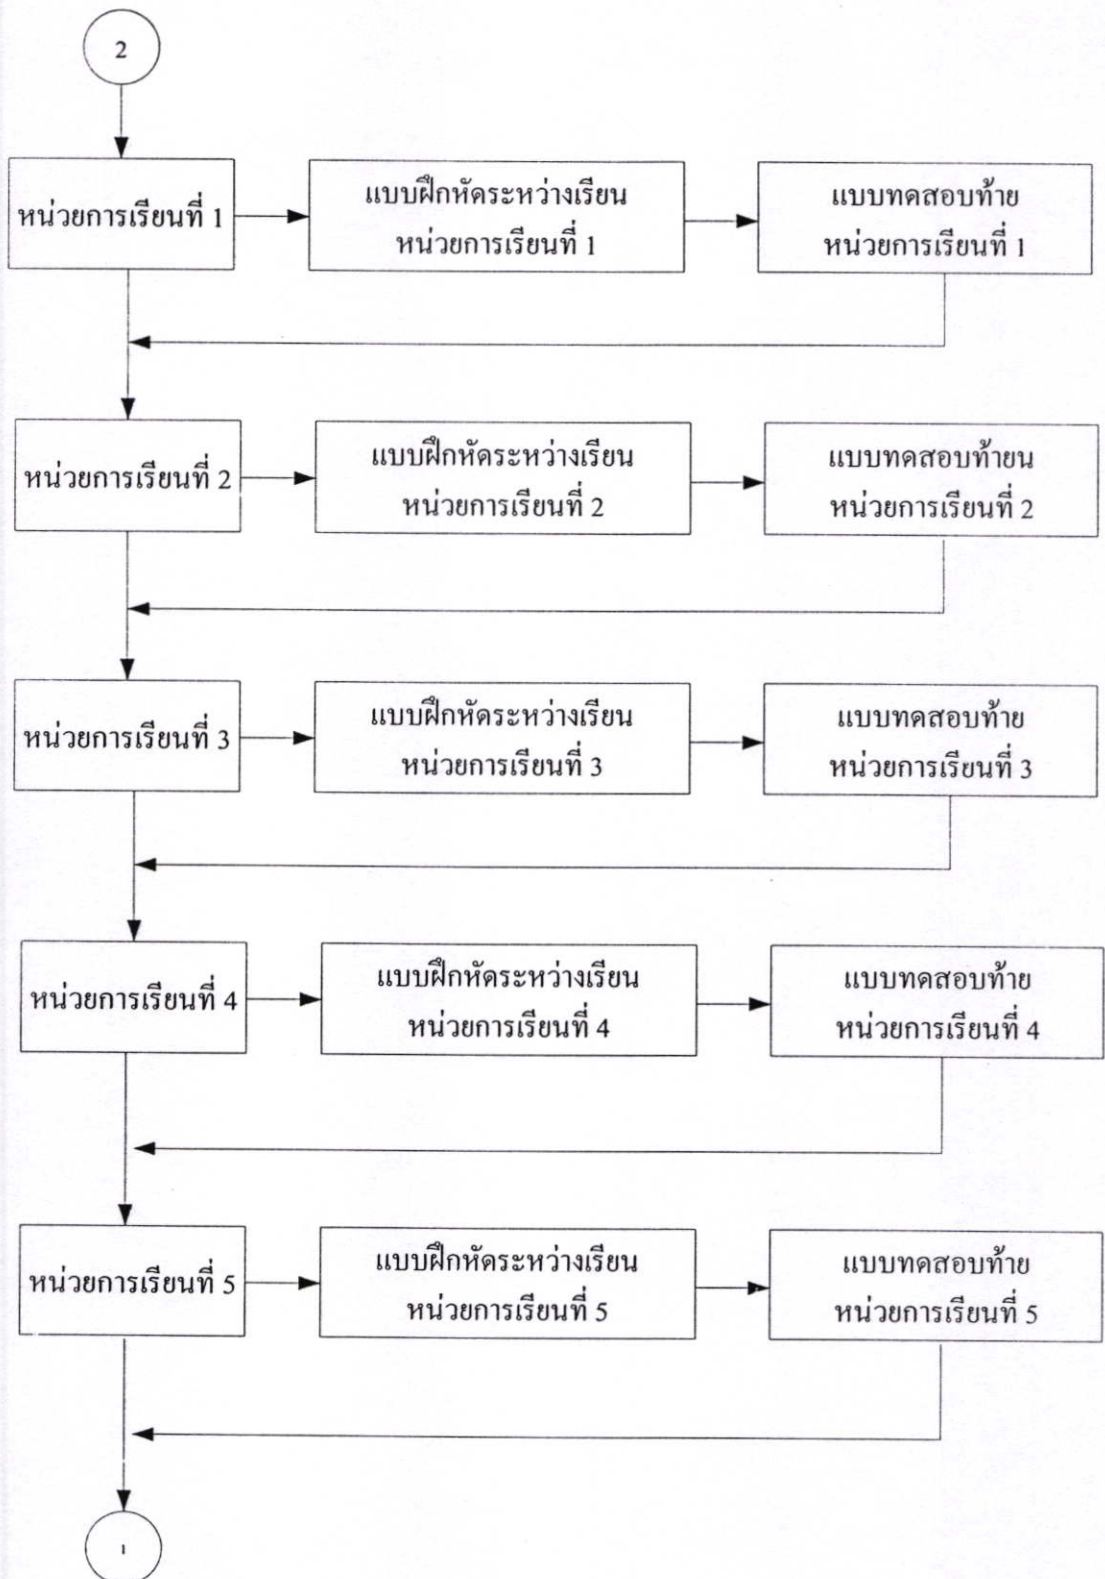 2
หน่วยการเรียนที่ 1
แบบฝึกหัดระหว่างเรียน
หน่วยการเรียนที่ 1
แบบทดสอบท้าย
หน่วยการเรียนที่ 1
หน่วยการเรียนที่ 2
แบบฝึกหัดระหว่างเรียน
หน่วยการเรียนที่ 2
แบบทดสอบท้ายน
หน่วยการเรียนที่ 2
หน่วยการเรียนที่ 3
แบบฝึกหัดระหว่างเรียน
หน่วยการเรียนที่ 3
แบบทดสอบท้าย
หน่วยการเรียนที่ 3
หน่วยการเรียนที่ 4
แบบฝึกหัดระหว่างเรียน
หน่วยการเรียนที่ 4
แบบทดสอบท้าย
หน่วยการเรียนที่ 4
หน่วยการเรียนที่ 5
แบบฝึกหัดระหว่างเรียน
หน่วยการเรียนที่ 5
แบบทดสอบท้าย
หน่วยการเรียนที่ 5
1